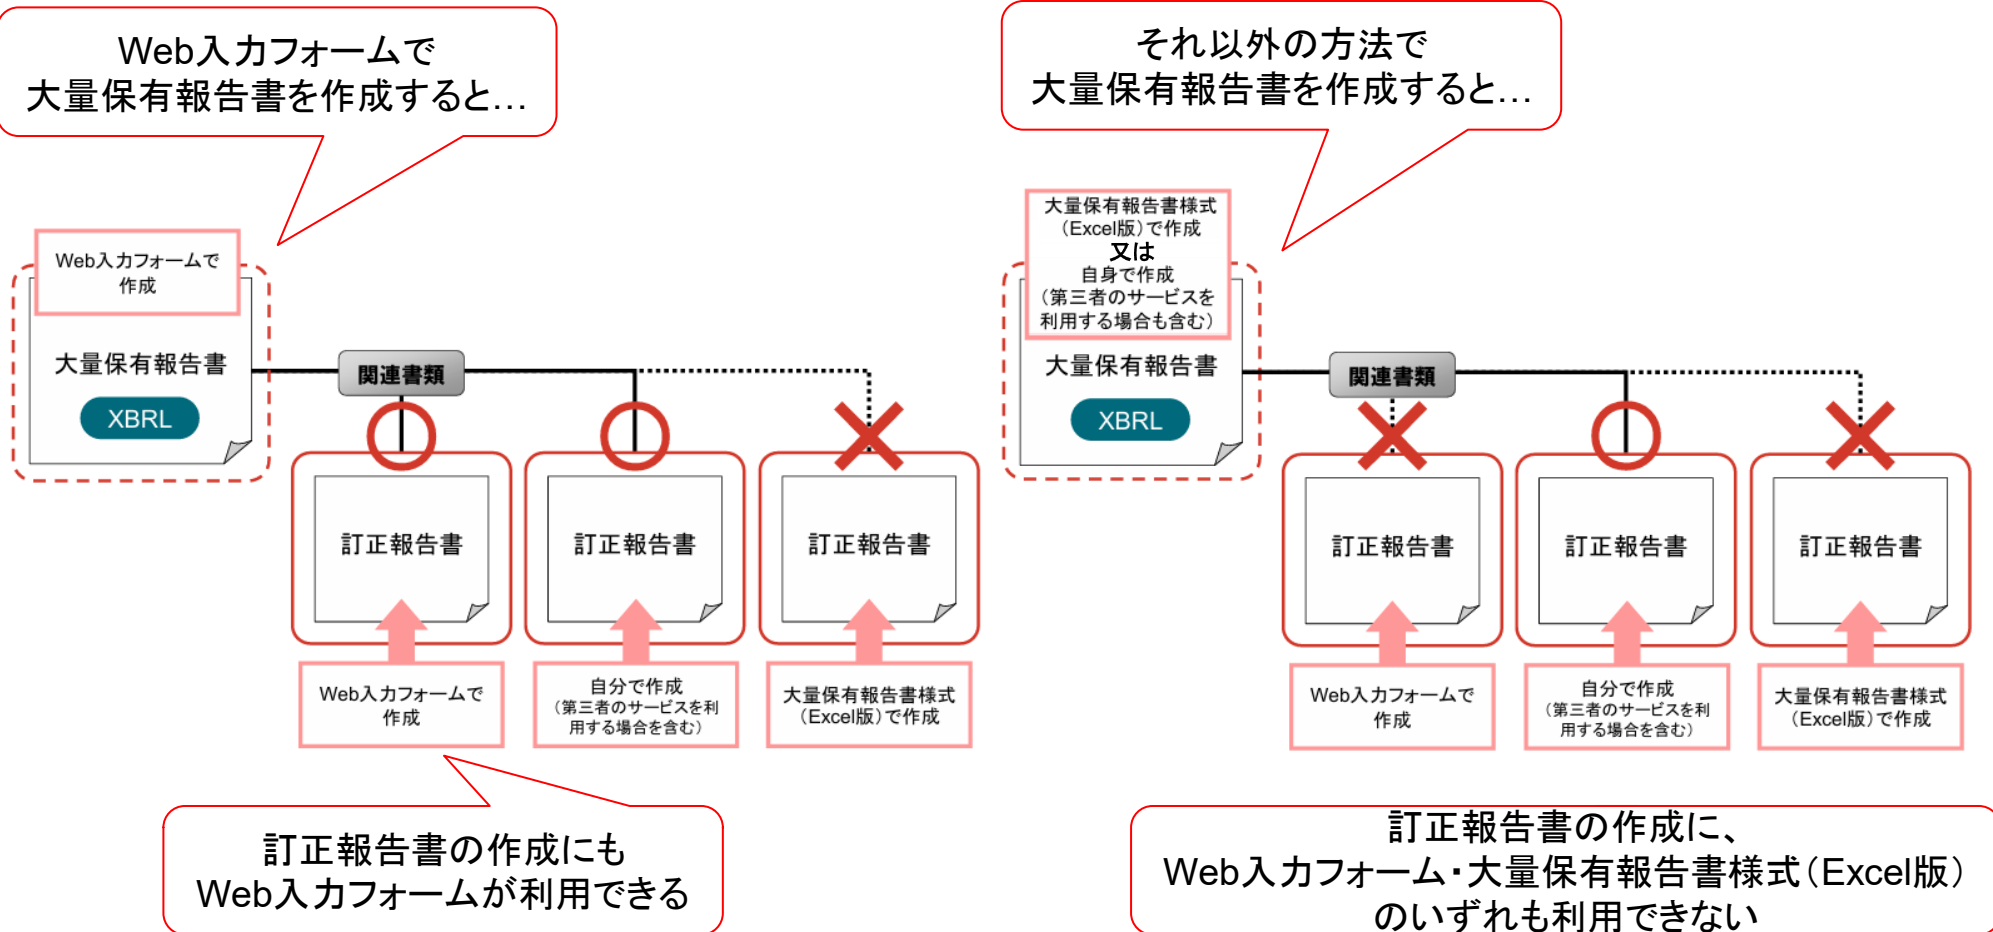 Web入力フォームで
大量保有報告書を作成すると…
Web入力フォームで
作成
大量保有報告書
XBRL
関連書類
訂正報告書
訂正報告書
訂正報告書
Web入力フォームで
作成
自分で作成
（第三者のサービスを利
用する場合を含む）
大量保有報告書様式
（Excel版）で作成
訂正報告書の作成にも
Web入力フォームが利用できる
それ以外の方法で
大量保有報告書を作成すると…
大量保有報告書様式
（Excel版）で作成
又は
自身で作成
（第三者のサービスを
利用する場合も含む）
大量保有報告書
XBRL
関連書類
訂正報告書
訂正報告書
訂正報告書
Web入力フォームで
作成
自分で作成
（第三者のサービスを利
用する場合を含む）
大量保有報告書様式
（Excel版）で作成
訂正報告書の作成に、
Web入力フォーム・大量保有報告書様式（Excel版）
のいずれも利用できない